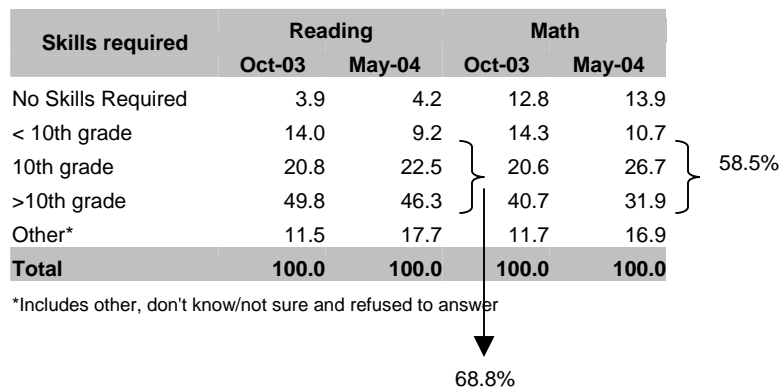 Skills required Reading Math
Oct-03 May-04 Oct-03 May-04
No Skills Required 3.9 4.2 12.8 13.9
< 10th grade 14.0 9.2 14.3 10.7
10th grade 20.8 22.5 20.6 26.7 58.5%
>10th grade 49.8 46.3 40.7 31.9
Other* 11.5 17.7 11.7 16.9
Total 100.0 100.0 100.0 100.0
*Includes other, don't know/not sure and refused to answer
68.8%